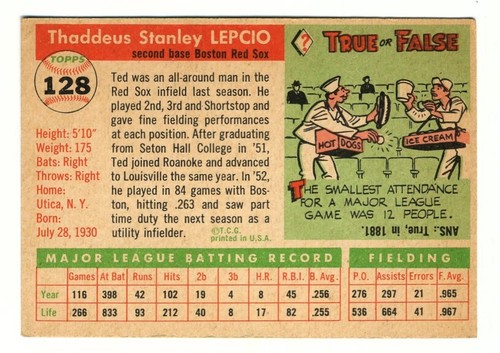 Thaddeus Stanley LEPCIO
second base Boston Red Sox
TOPPS
128
Height: 5'10"
Weight: 175
Bats: Right
Throws: Right
Home:
Utica, N. Y.
Born:
July 28, 1930
Ted was an all-around man in the
Red Sox infield last season. He
played 2nd, 3rd and Shortstop and
gave fine fielding performances
at each position. After graduating
from Seton Hall College in '51,
Ted joined Roanoke and advanced
to Louisville the same year. In '52,
he played in 84 games with Bos-
ton, hitting .263 and saw part
time duty the next season as a
utility infielder.
©T.C.G.
printed in U.S.A.
?
TRUE OR FALSE
HOT DOGS
ICE CREAM
THE SMALLEST ATTENDANCE
FOR A MAJOR LEAGUE
GAME WAS 12 PEOPLE.
ANS.: True, in 1881.
MAJOR LEAGUE BATTING RECORD
FIELDING
Games At Bat Runs Hits 2b 3b H.R. R.B.I. B. Avg. P.O. Assists Errors F. Avg.
Year 116 398 42 102 19 4 8 45 .256 276 297 21 .965
Life 266 833 93 213 40 8 17 82 .255 536 664 41 .967